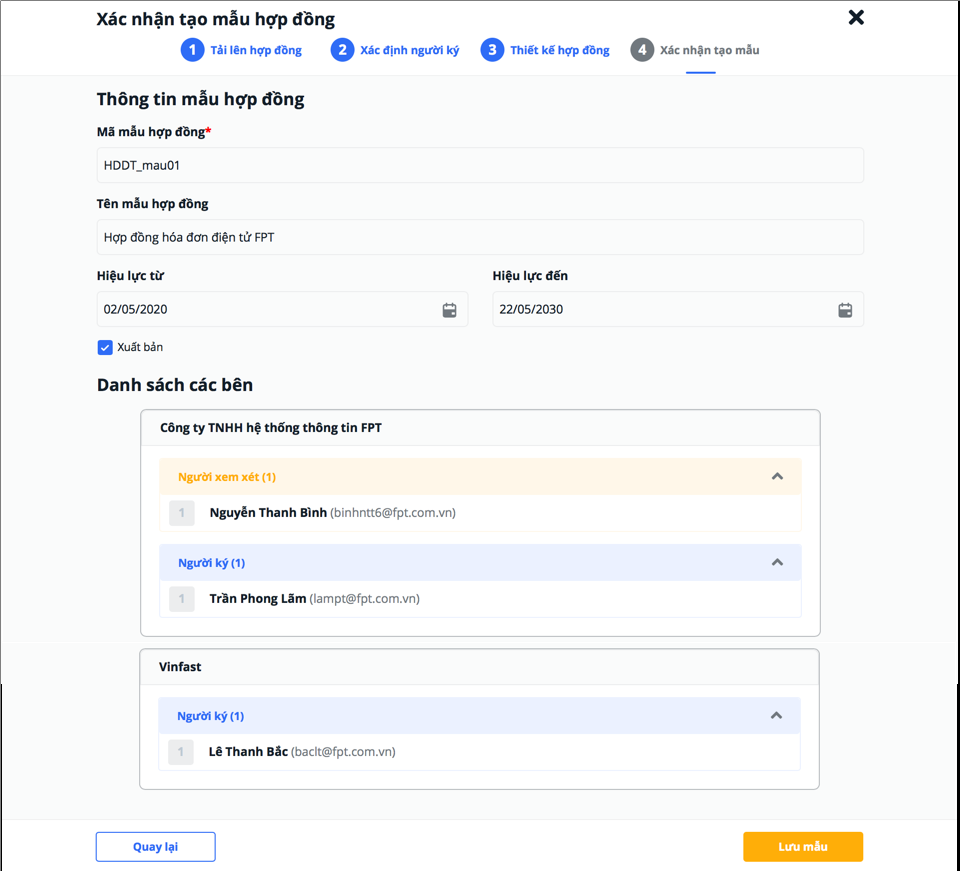 Xác nhận tạo mẫu hợp đồng
1 Tải lên hợp đồng 2 Xác định người ký 3 Thiết kế hợp đồng 4 Xác nhận tạo mẫu
Thông tin mẫu hợp đồng
Mã mẫu hợp đồng*
HDDT_mau01
Tên mẫu hợp đồng
Hợp đồng hóa đơn điện tử FPT
Hiệu lực từ Hiệu lực đến
02/05/2020 22/05/2030
Xuất bản
Danh sách các bên
Công ty TNHH hệ thống thông tin FPT
Người xem xét (1)
1 Nguyễn Thanh Bình (binhntt6@fpt.com.vn)
Người ký (1)
1 Trần Phong Lãm (lampt@fpt.com.vn)
Vinfast
Người ký (1)
1 Lê Thanh Bắc (baclt@fpt.com.vn)
Quay lại Lưu mẫu